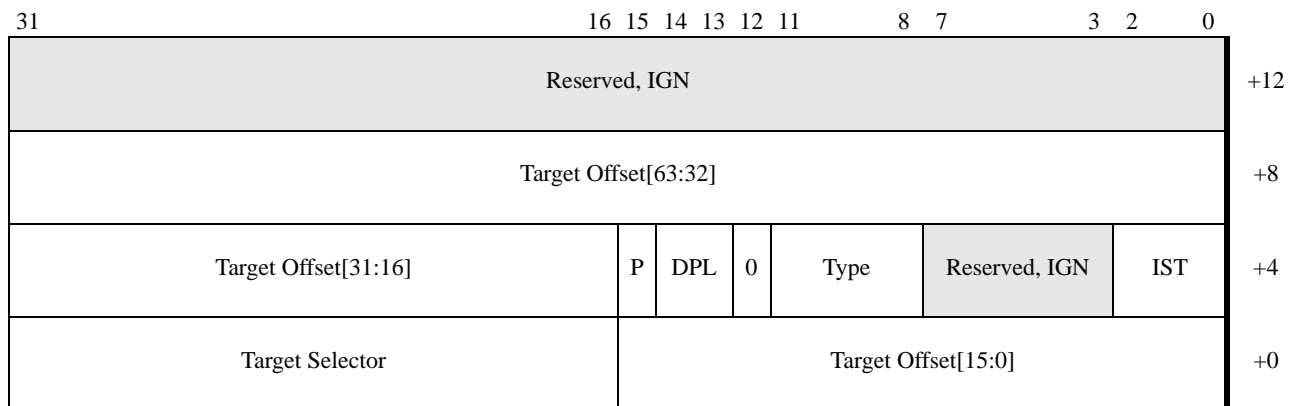 31 16 15 14 13 12 11 8 7 3 2 0
Reserved, IGN +12
Target Offset[63:32] +8
Target Offset[31:16] P DPL 0 Type Reserved, IGN IST +4
Target Selector Target Offset[15:0] +0